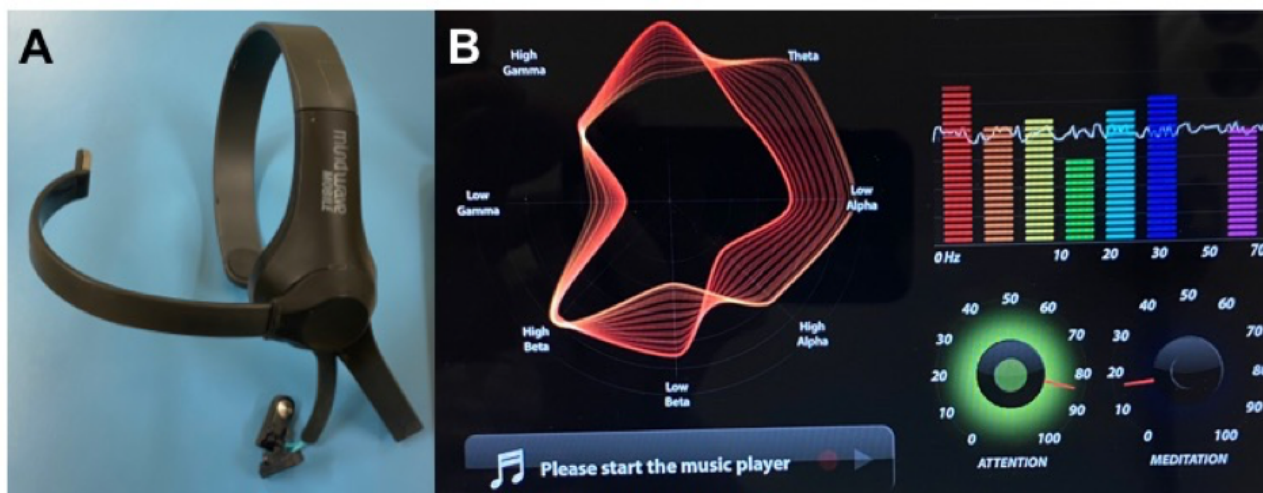 A
mindwave
MOBILE
B
High
Gamma
Theta
Low
Gamma
Low
Alpha
High
Beta
High
Alpha
Low
Beta
Please start the music player
0 Hz 10 20 30 50 70
0 10 20 30 40 50 60 70 80 90 100
ATTENTION
0 10 20 30 40 50 60 70 80 90 100
MEDITATION